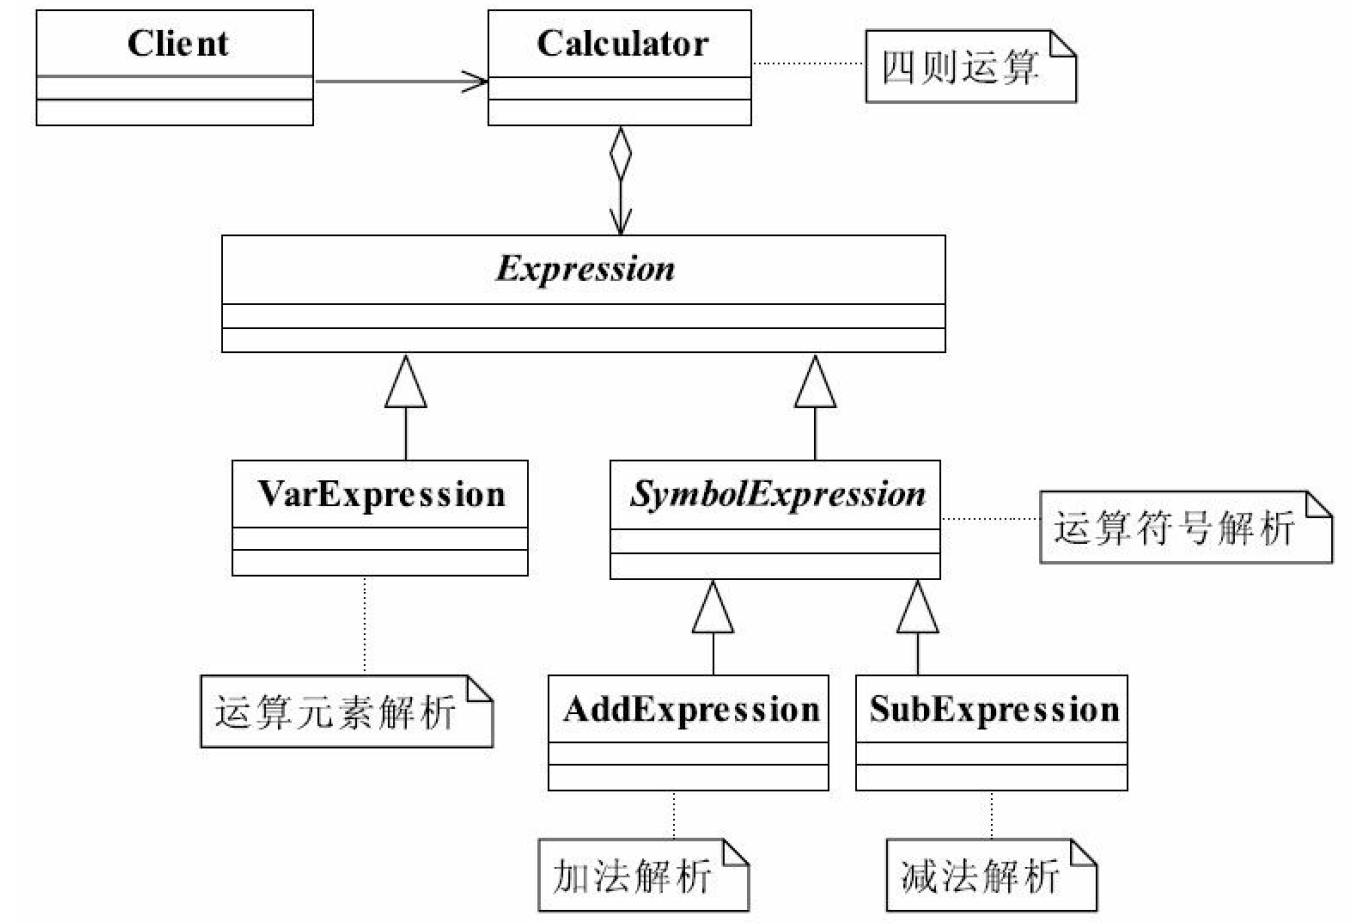 Client
Calculator
四则运算
Expression
VarExpression
SymbolExpression
运算符号解析
运算元素解析
AddExpression
SubExpression
加法解析
减法解析